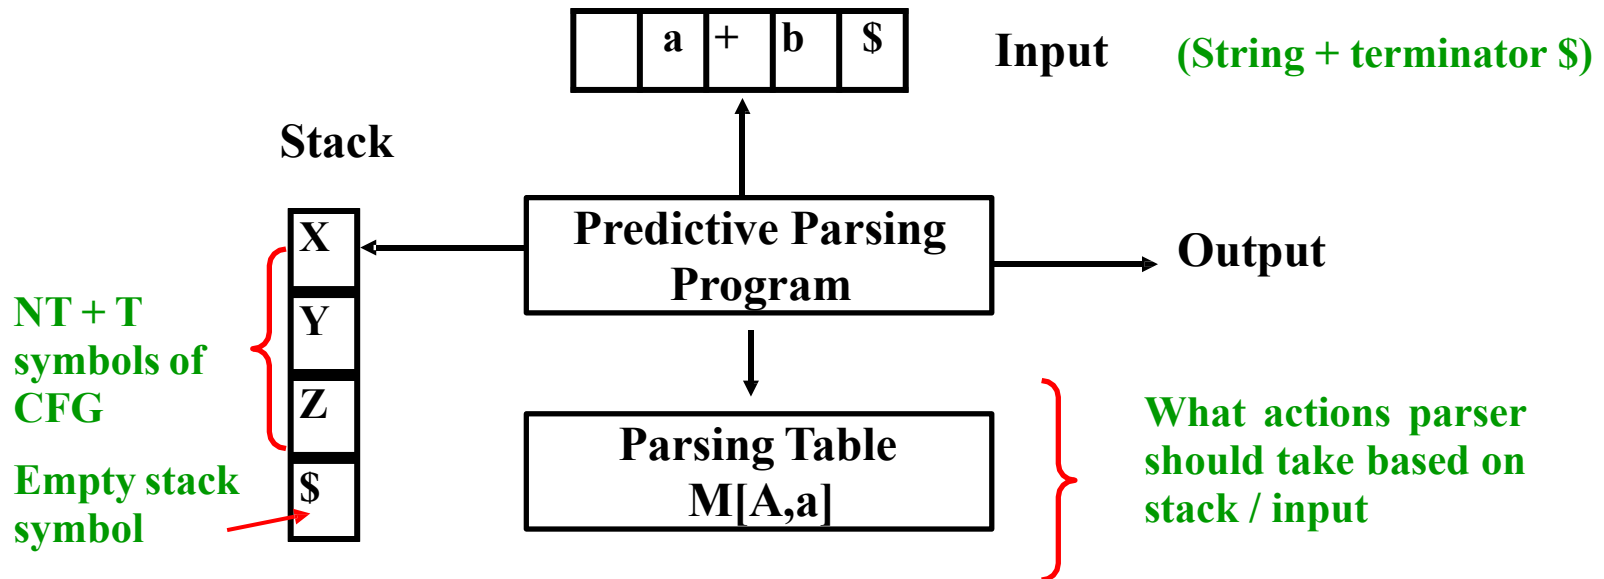 a + b $
Input
(String + terminator $)
Stack
X
Y
Z
$
NT + T
symbols of
CFG
Empty stack
symbol
Predictive Parsing
Program
Output
Parsing Table
M[A,a]
What actions parser
should take based on
stack / input